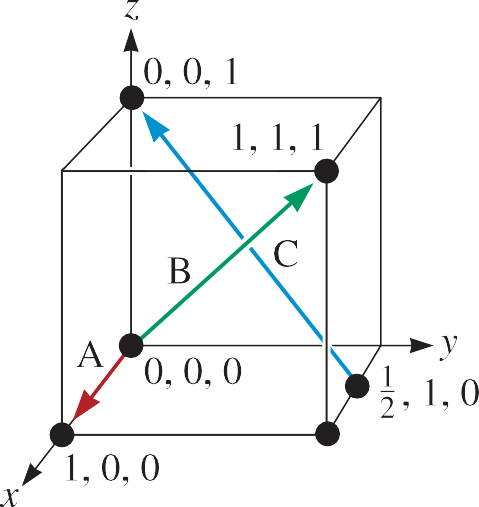 z
0, 0, 1
1, 1, 1
C
B
y
A
0, 0, 0
1/2, 1, 0
1, 0, 0
x